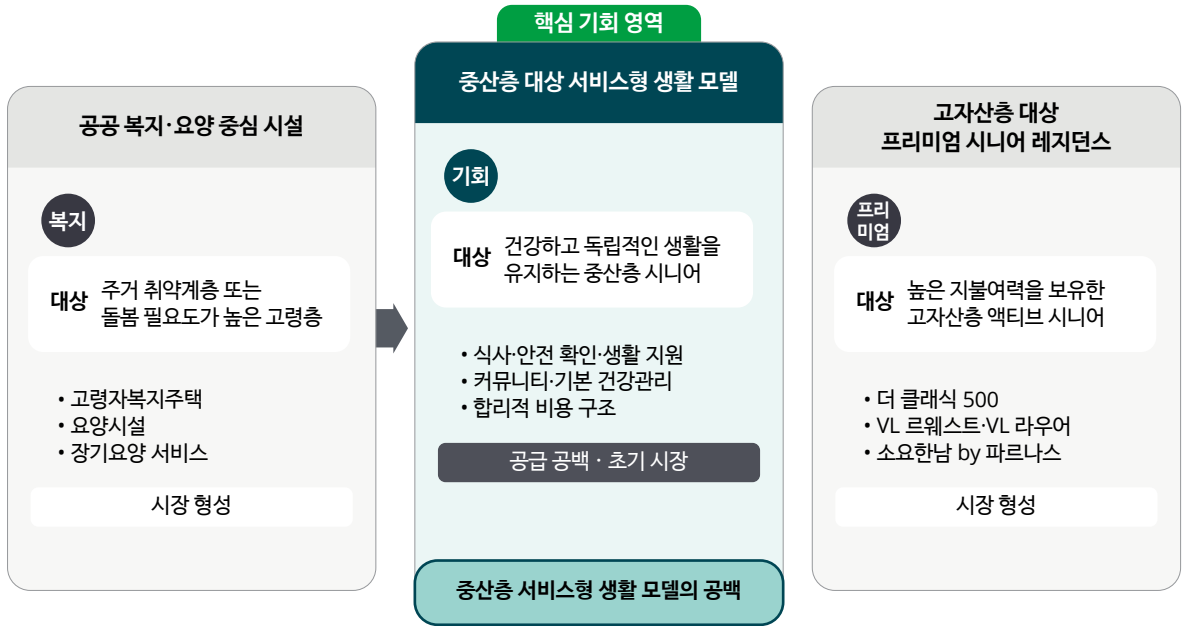 공공 복지·요양 중심 시설
복지
대상
주거 취약계층 또는
돌봄 필요도가 높은 고령층
• 고령자복지주택
• 요양시설
• 장기요양 서비스
시장 형성
핵심 기회 영역
중산층 대상 서비스형 생활 모델
기회
대상
건강하고 독립적인 생활을
유지하는 중산층 시니어
• 식사·안전 확인·생활 지원
• 커뮤니티·기본 건강관리
• 합리적 비용 구조
공급 공백 · 초기 시장
중산층 서비스형 생활 모델의 공백
고자산층 대상
프리미엄 시니어 레지던스
프리
미엄
대상
높은 지불여력을 보유한
고자산층 액티브 시니어
• 더 클래식 500
• VL 르웨스트·VL 라우어
• 소요한남 by 파르나스
시장 형성